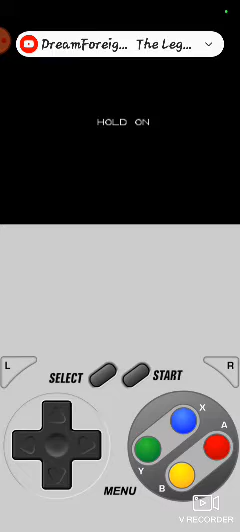 DreamForeig... The Leg...
HOLD ON
L
R
SELECT
START
X
A
Y
B
MENU
V RECORDER